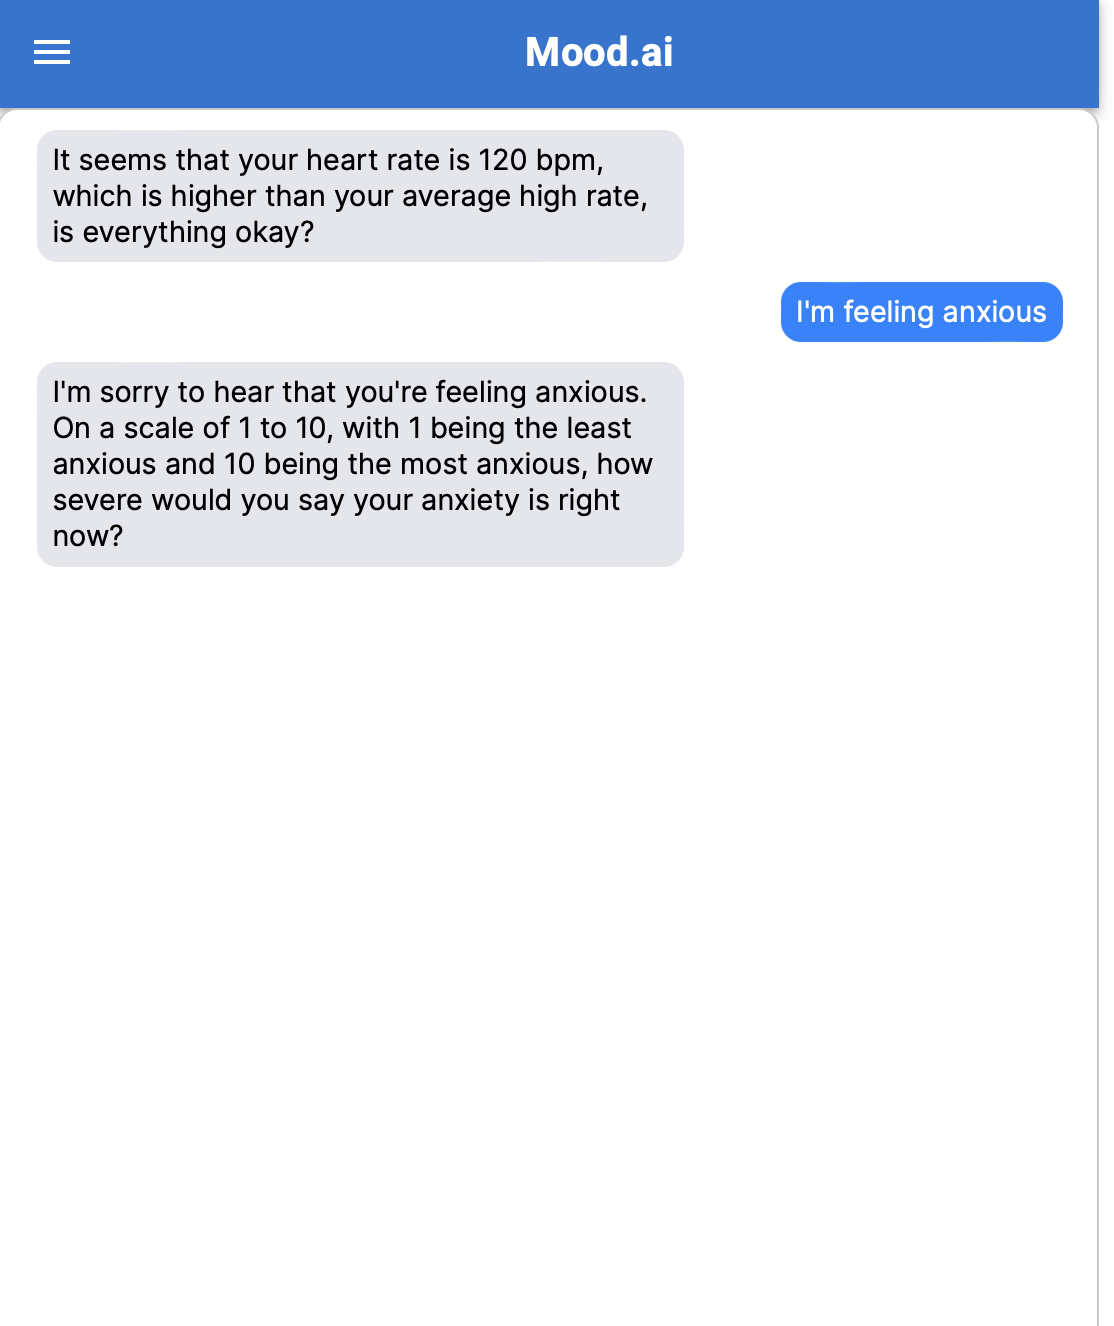 Mood.ai
It seems that your heart rate is 120 bpm,
which is higher than your average high rate,
is everything okay?
I'm feeling anxious
I'm sorry to hear that you're feeling anxious.
On a scale of 1 to 10, with 1 being the least
anxious and 10 being the most anxious, how
severe would you say your anxiety is right
now?